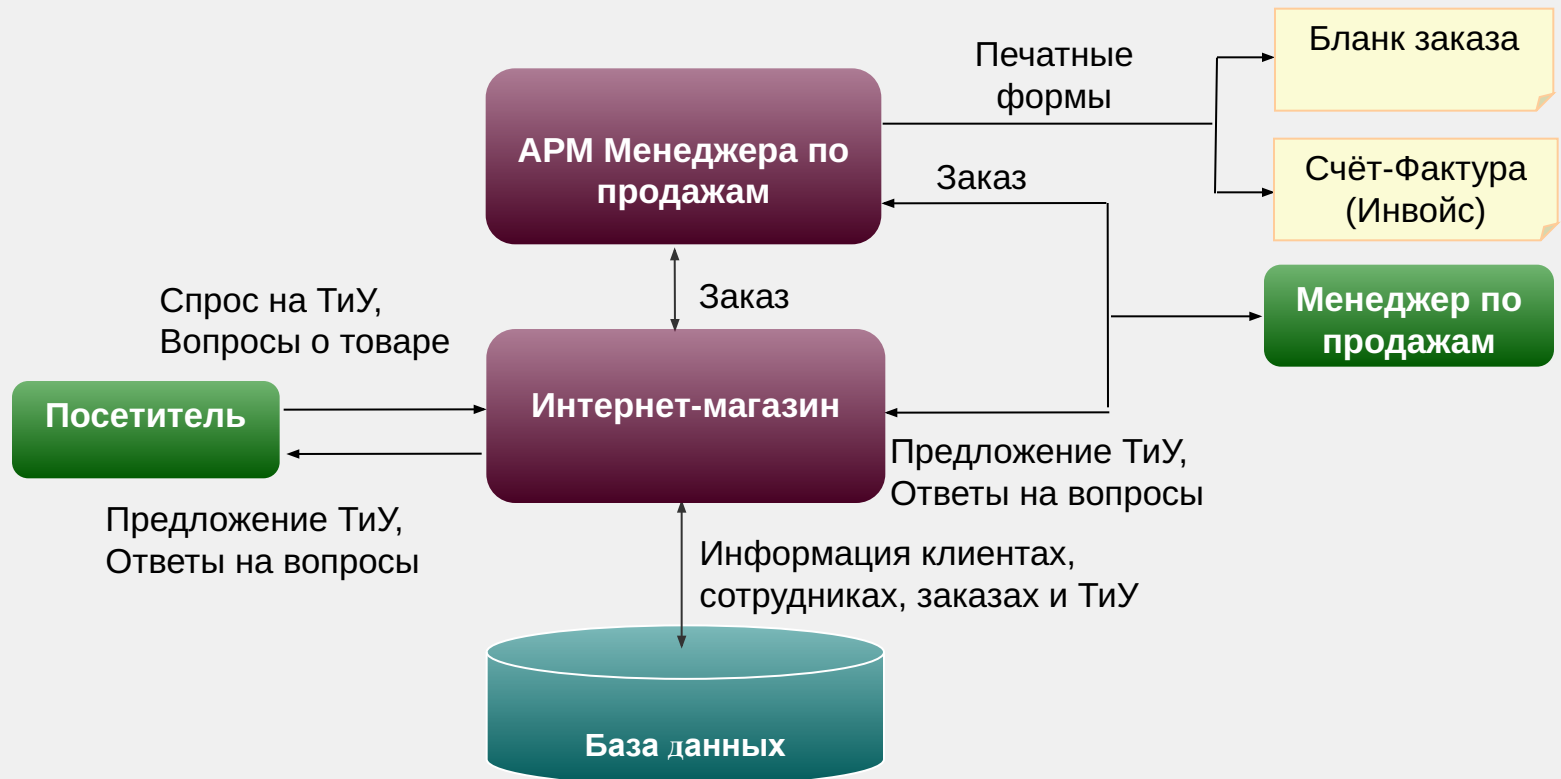 Печатные
формы
Бланк заказа
АРМ Менеджера по
продажам
Заказ
Счёт-Фактура
(Инвойс)
Спрос на ТиУ,
Вопросы о товаре
Заказ
Менеджер по
продажам
Посетитель
Интернет-магазин
Предложение ТиУ,
Ответы на вопросы
Предложение ТиУ,
Ответы на вопросы
Информация клиентах,
сотрудниках, заказах и ТиУ
База данных